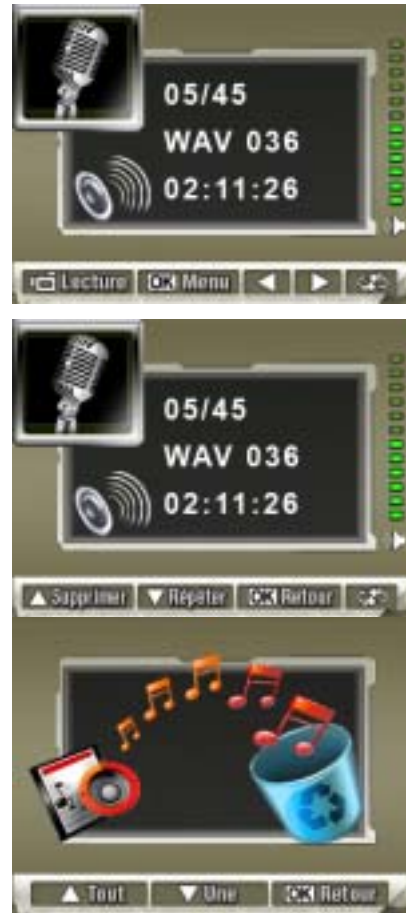 05/45
WAV 036
02:11:26
Lecture OK Menu
05/45
WAV 036
02:11:26
Supprimer Répéter OK Retour
Tout Une OK Retour